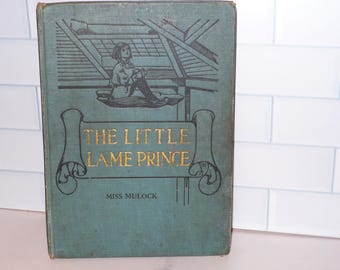 THE LITTLE
LAME PRINCE
MISS MULOCK